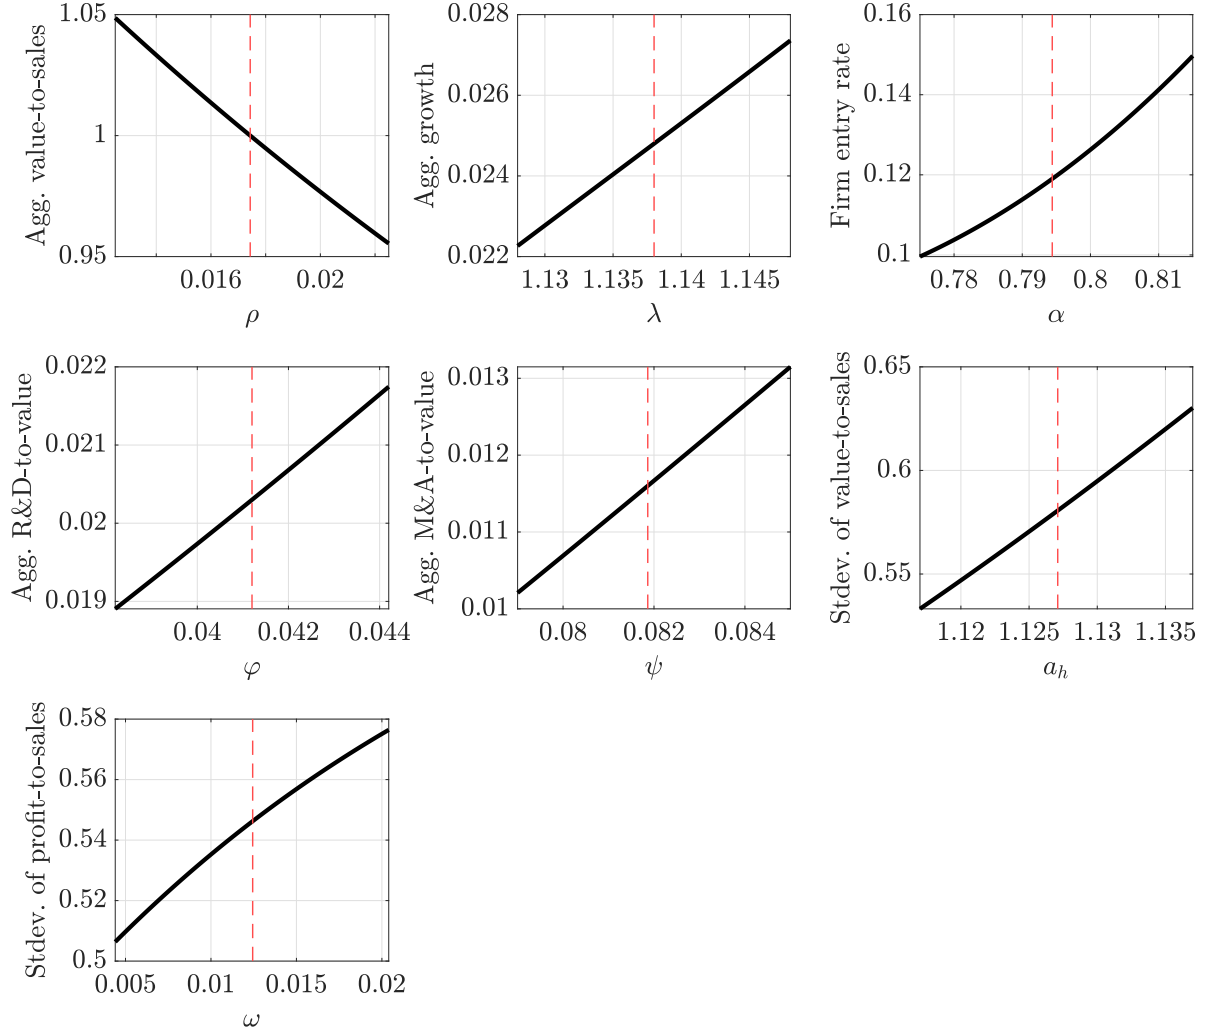 Agg. value-to-sales
1.05
1
0.95
0.016 0.02
ρ
Agg. growth
0.028
0.026
0.024
0.022
1.13 1.135 1.14 1.145
λ
Firm entry rate
0.16
0.14
0.12
0.1
0.78 0.79 0.8 0.81
α
Agg. R&D-to-value
0.022
0.021
0.02
0.019
0.04 0.042 0.044
φ
Agg. M&A-to-value
0.013
0.012
0.011
0.01
0.08 0.082 0.084
ψ
Stdev. of value-to-sales
0.65
0.6
0.55
1.12 1.125 1.13 1.135
a_h
Stdev. of profit-to-sales
0.58
0.56
0.54
0.52
0.5
0.005 0.01 0.015 0.02
ω